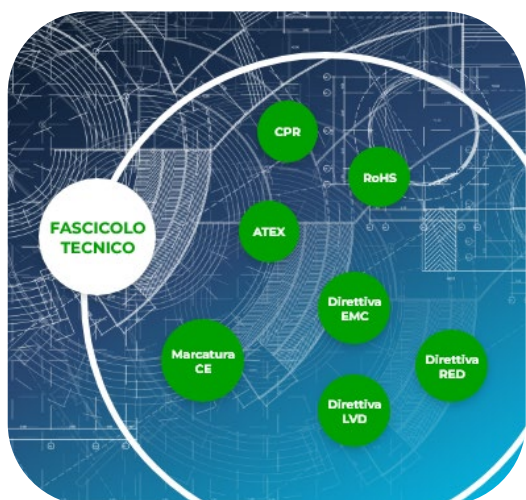 CPR
RoHS
FASCICOLO
TECNICO
ATEX
Direttiva
EMC
Marcatura
CE
Direttiva
RED
Direttiva
LVD